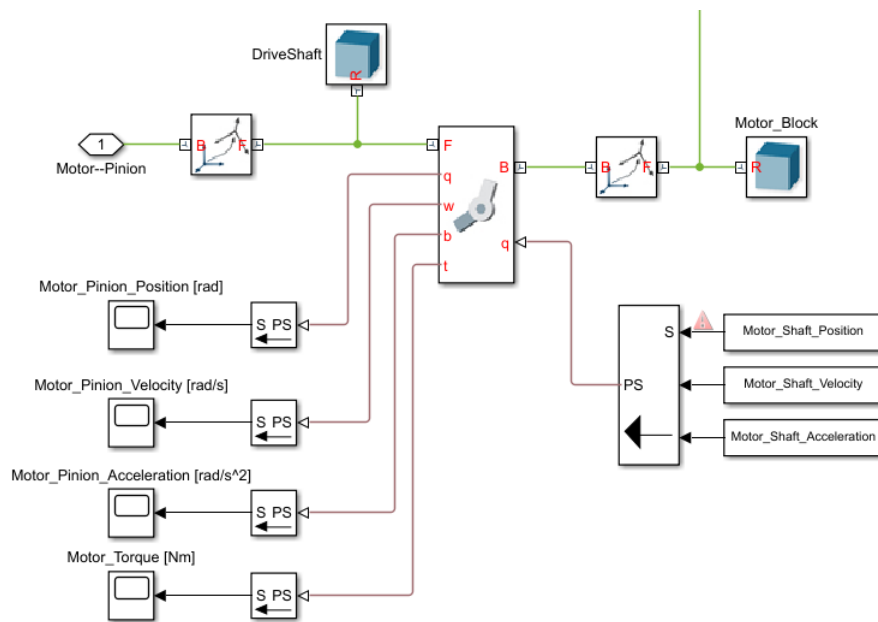 DriveShaft
R
Motor_Block
1
B
F
F
B
B
F
R
Motor--Pinion
q
w
b
q
t
Motor_Pinion_Position [rad]
S PS
S
Motor_Shaft_Position
Motor_Pinion_Velocity [rad/s]
PS
Motor_Shaft_Velocity
S PS
Motor_Shaft_Acceleration
Motor_Pinion_Acceleration [rad/s^2]
S PS
Motor_Torque [Nm]
S PS